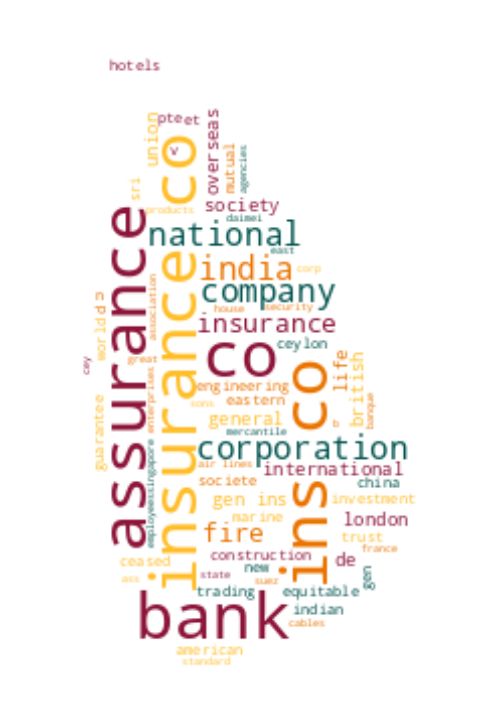 hotels
pte
et
union
v
overseas
mutual
agencies
co
sri
products
society
daimei
assurance
national
east
insurance
india
corp
company
association
house
security
world
d
u
insurance
ceylon
co
great
cey
life
british
engineering
enterprises
sons
eastern
co
banque
guarantee
general
b
mercantile
corporation
employees
singapore
air lines
international
societe
china
gen ins
investment
ins
marine
london
fire
trust
france
construction
de
ceased
new
gen
ass
state
suez
trading
equitable
bank
indian
cables
american
standard